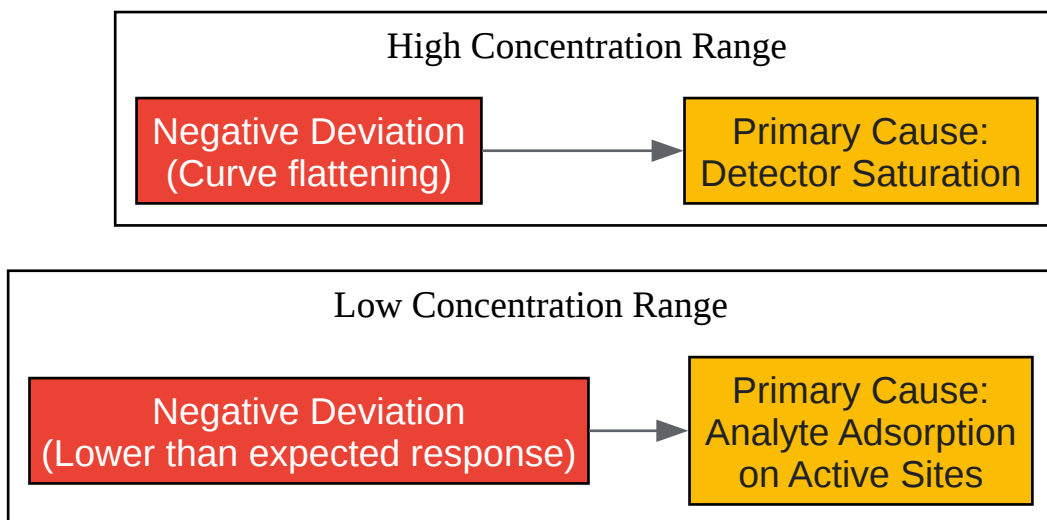 High Concentration Range
Negative Deviation
(Curve flattening)
Primary Cause:
Detector Saturation
Low Concentration Range
Negative Deviation
(Lower than expected response)
Primary Cause:
Analyte Adsorption
on Active Sites